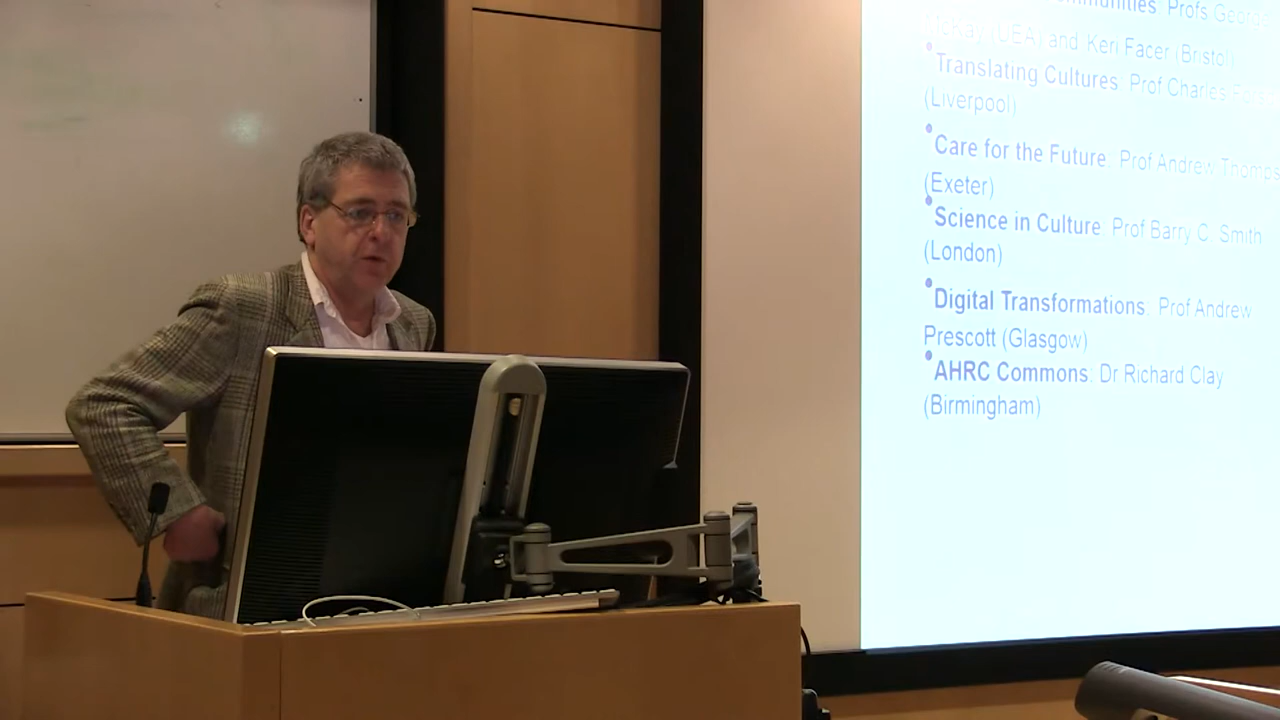 Profs George
McKay (UEA) and Keri Facer (Bristol)
• Translating Cultures: Prof Charles
(Liverpool)
• Care for the Future: Prof Andrew
(Exeter)
• Science in Culture: Prof Barry C. Smith
(London)
• Digital Transformations: Prof Andrew
Prescott (Glasgow)
• AHRC Commons: Dr Richard Clay
(Birmingham)